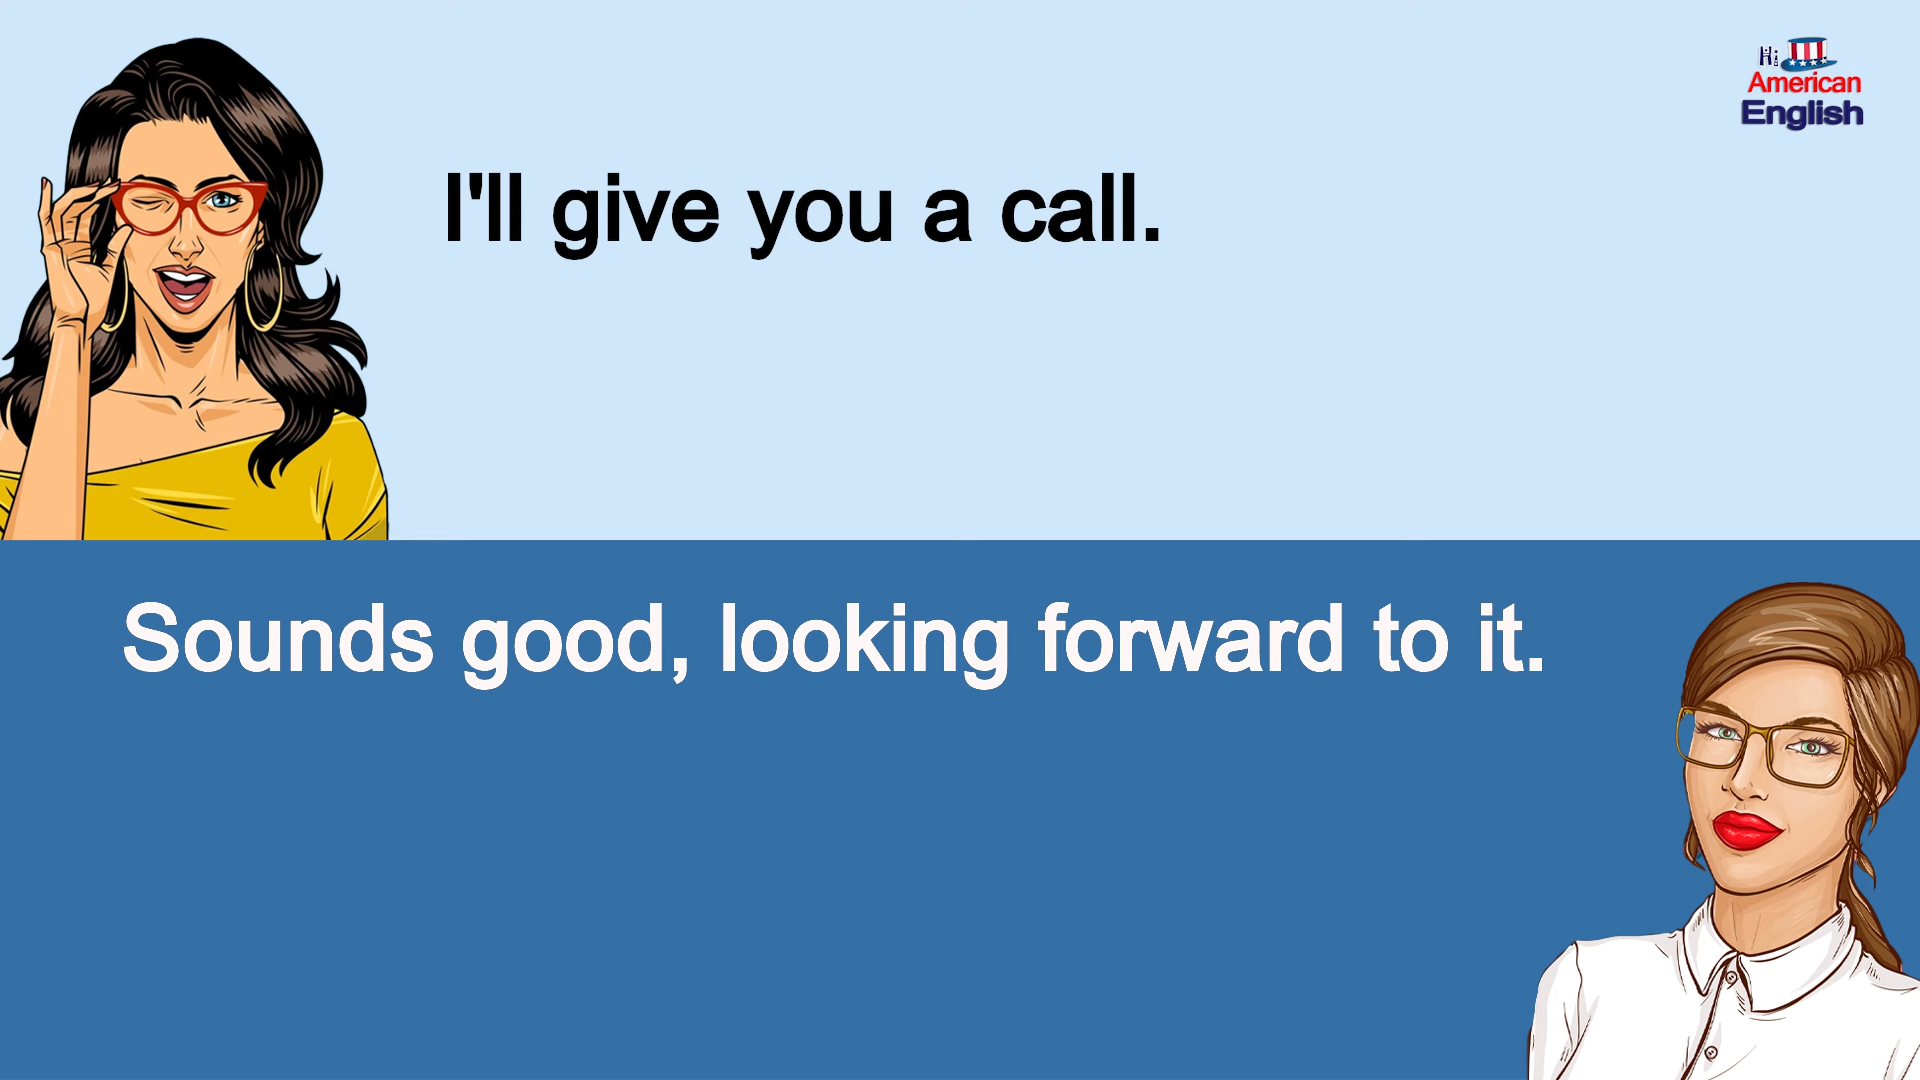 Hi
American
English
I'll give you a call.
Sounds good, looking forward to it.